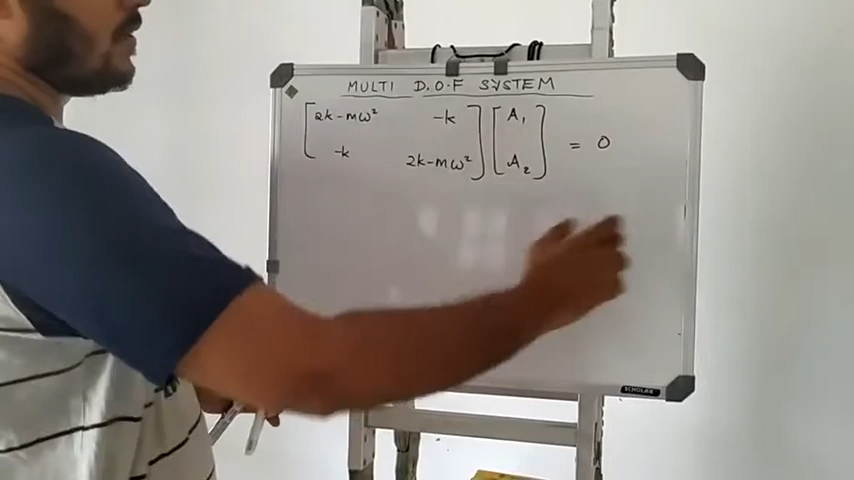 MULTI D.O.F SYSTEM
2k-mω² -k A₁
= 0
-k 2k-mω² A₂
SCHOLAR